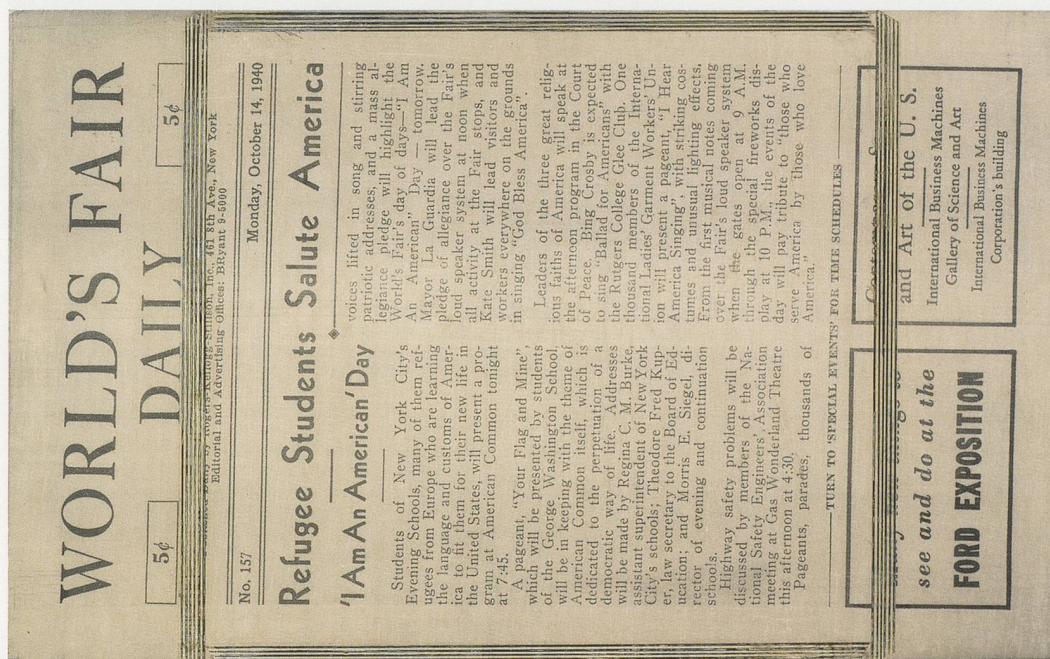 WORLD'S FAIR
5¢
DAILY
5¢
Rogers-Kellogg-Stillson, Inc., 461 8th Ave., New York
Editorial and Advertising Offices: BRyant 9-5000
No. 157
Monday, October 14, 1940
Refugee Students Salute America
'I Am An American' Day
Students of New York City's
Evening Schools, many of them ref-
ugees from Europe who are learning
the language and customs of Amer-
ica to fit them for their new life in
the United States, will present a pro-
gram at American Common tonight
at 7:45.
A pageant, "Your Flag and Mine",
which will be presented by students
of the George Washington School,
will be in keeping with the theme of
American Common itself, which is
dedicated to the perpetuation of a
democratic way of life. Addresses
will be made by Regina C. M. Burke,
assistant superintendent of New York
City's schools; Theodore Fred Kup-
er, law secretary to the Board of Ed-
ucation; and Morris E. Siegel, di-
rector of evening and continuation
schools.
Highway safety problems will be
discussed by members of the Na-
tional Safety Engineers' Association
meeting at Gas Wonderland Theatre
this afternoon at 4:30.
Pageants, parades, thousands of
voices lifted in song and stirring
patriotic addresses, and a mass al-
legiance pledge will highlight the
World's Fair's day of days—"I Am
An American" Day — tomorrow.
Mayor La Guardia will lead the
pledge of allegiance over the Fair's
loud speaker system at noon when
all activity at the Fair stops, and
Kate Smith will lead visitors and
workers everywhere on the grounds
in singing "God Bless America".
Leaders of the three great relig-
ious faiths of America will speak at
the afternoon program in the Court
of Peace. Bing Crosby is expected
to sing "Ballad for Americans" with
the Rutgers College Glee Club. One
thousand members of the Interna-
tional Ladies' Garment Workers' Un-
ion will present a pageant, "I Hear
America Singing", with striking cos-
tumes and unusual lighting effects.
From the first musical notes coming
over the Fair's loud speaker system
when the gates open at 9 A.M.
through the special fireworks dis-
play at 10 P.M., the events of the
day will pay tribute to "those who
serve America by those who love
America."
TURN TO 'SPECIAL EVENTS' FOR TIME SCHEDULES
see and do at the
FORD EXPOSITION
and Art of the U. S.
International Business Machines
Gallery of Science and Art
International Business Machines
Corporation's building